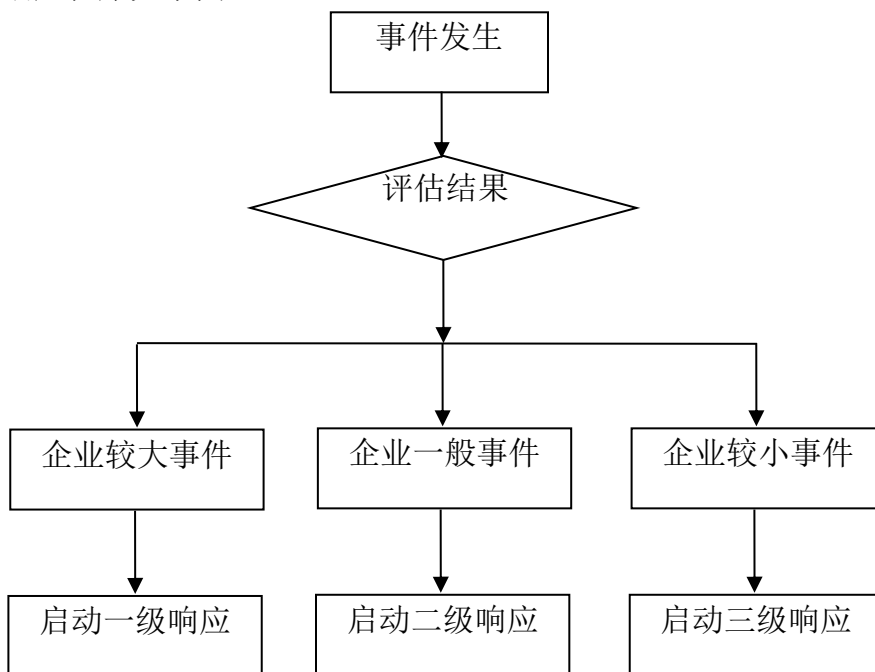 事件发生
评估结果
企业较大事件
企业一般事件
企业较小事件
启动一级响应
启动二级响应
启动三级响应